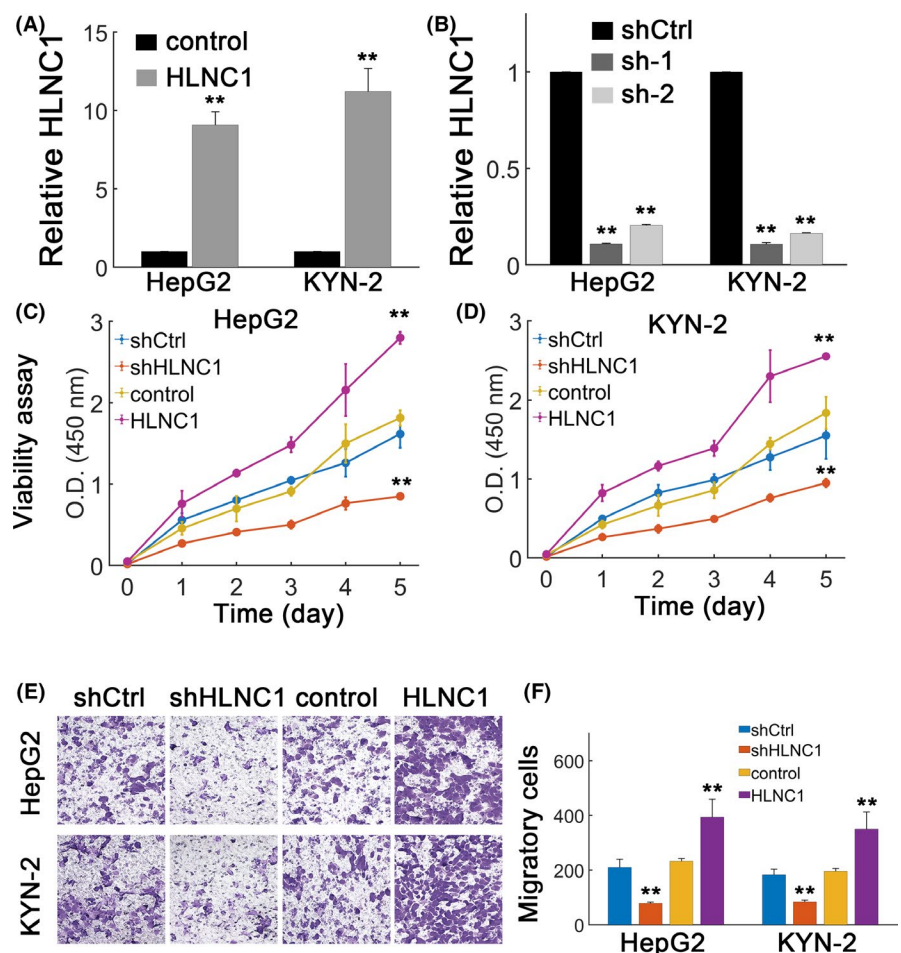 (A)
Relative HLNC1
15
10
5
0
control
HLNC1
**
**
HepG2
KYN-2
(B)
Relative HLNC1
1
0.5
0
shCtrl
sh-1
sh-2
**
**
**
**
HepG2
KYN-2
(C)
HepG2
Viability assay
O.D. (450 nm)
3
2
1
0
shCtrl
shHLNC1
control
HLNC1
**
**
0 1 2 3 4 5
Time (day)
(D)
KYN-2
O.D. (450 nm)
3
2
1
0
shCtrl
shHLNC1
control
HLNC1
**
**
0 1 2 3 4 5
Time (day)
(E)
shCtrl shHLNC1 control HLNC1
HepG2
KYN-2
(F)
Migratory cells
600
400
200
0
shCtrl
shHLNC1
control
HLNC1
**
**
**
**
HepG2
KYN-2